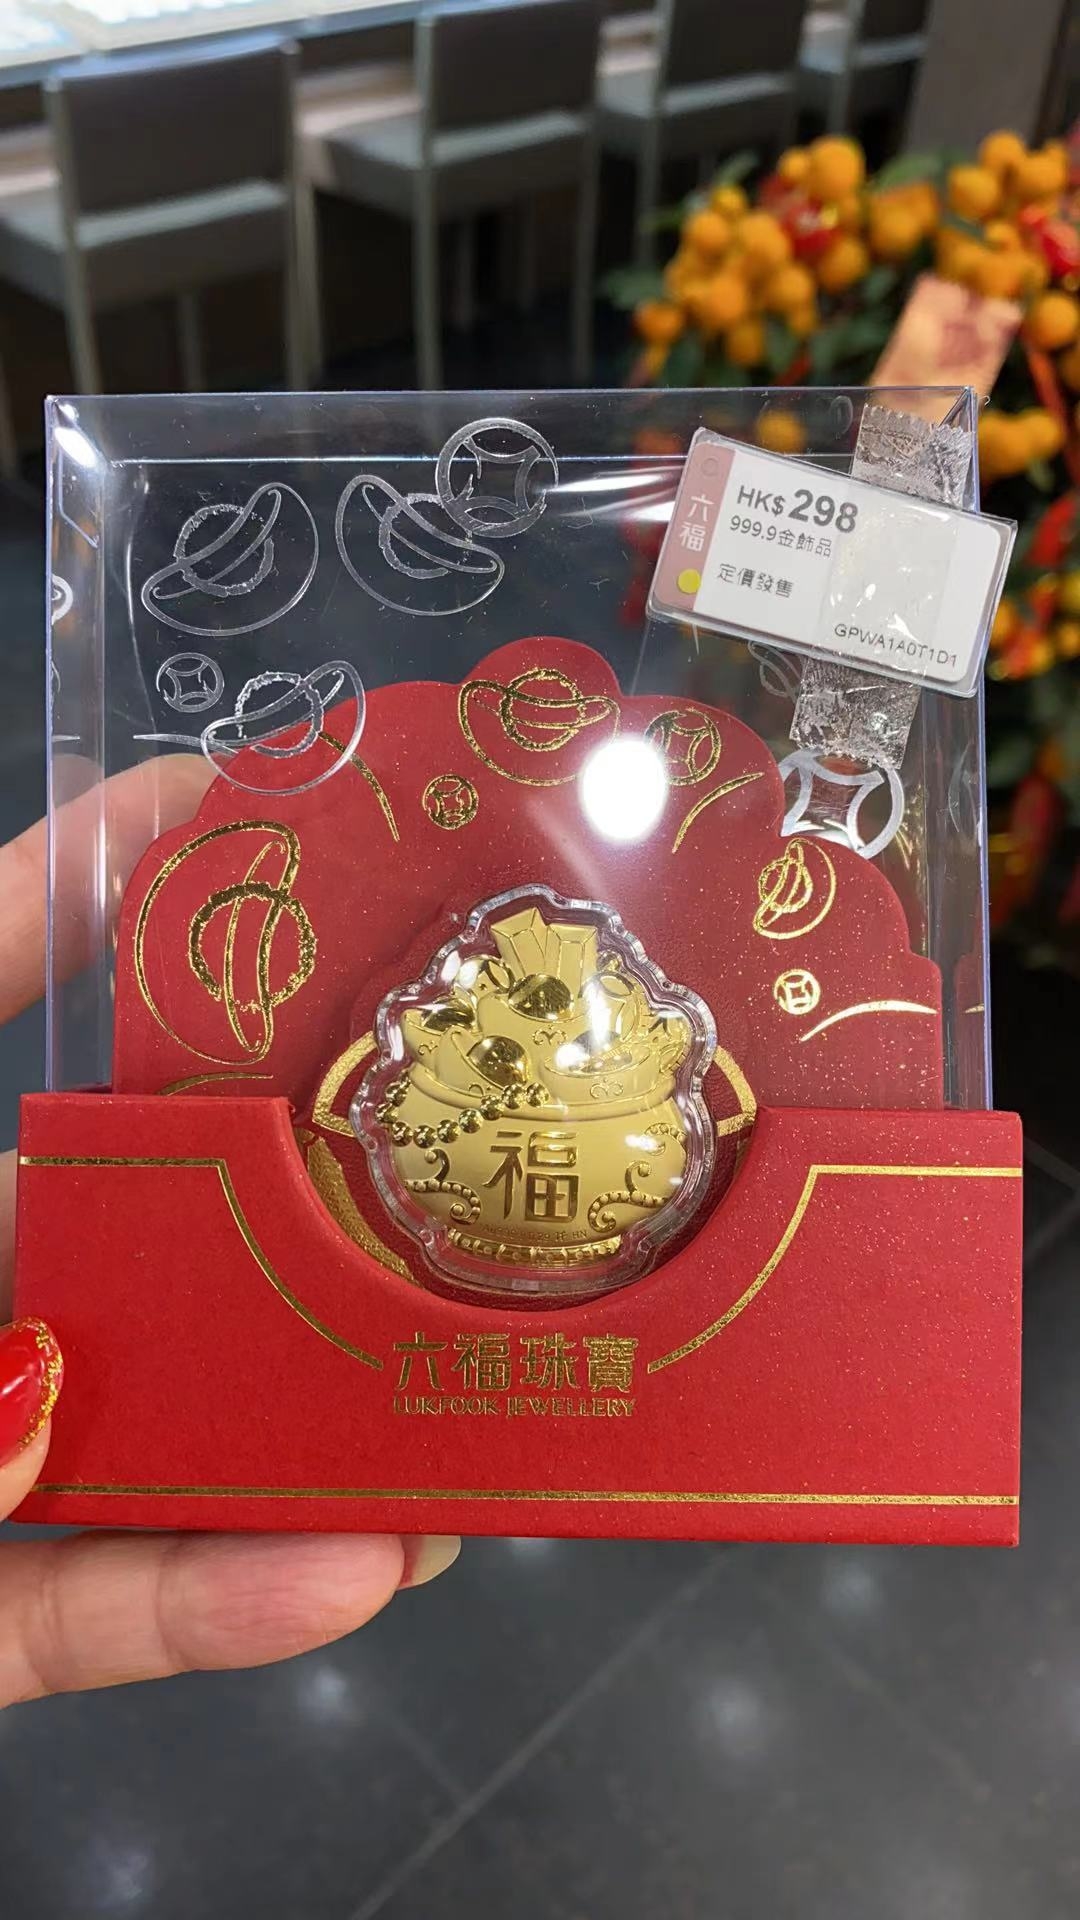 六福
HK$298
999.9金飾品
定價發售
GPWA1A0T1D1
福
六福珠寶
LUKFOOK JEWELLERY